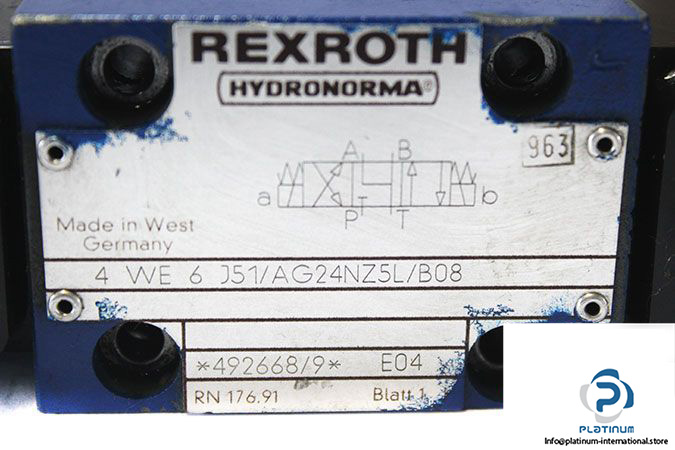 REXROTH
HYDRONORMA®
963
A B
a b
P T
Made in West
Germany
4 WE 6 J51/AG24NZ5L/B08
*492668/9* E04
RN 176.91 Blatt 1
PLATINUM
Info@platinum-international.store